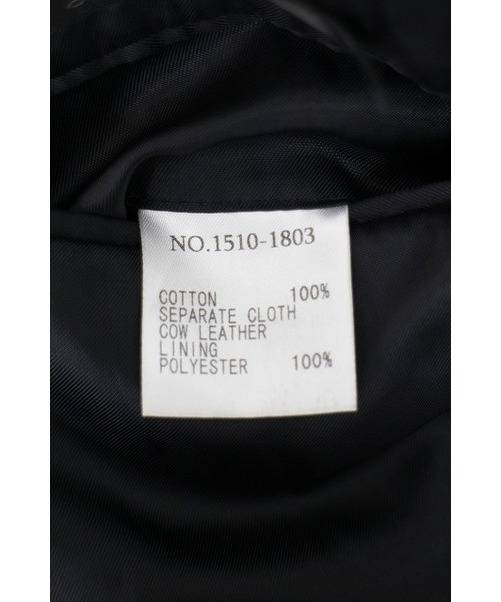 NO.1510-1803
COTTON 100%
SEPARATE CLOTH
COW LEATHER
LINING
POLYESTER 100%